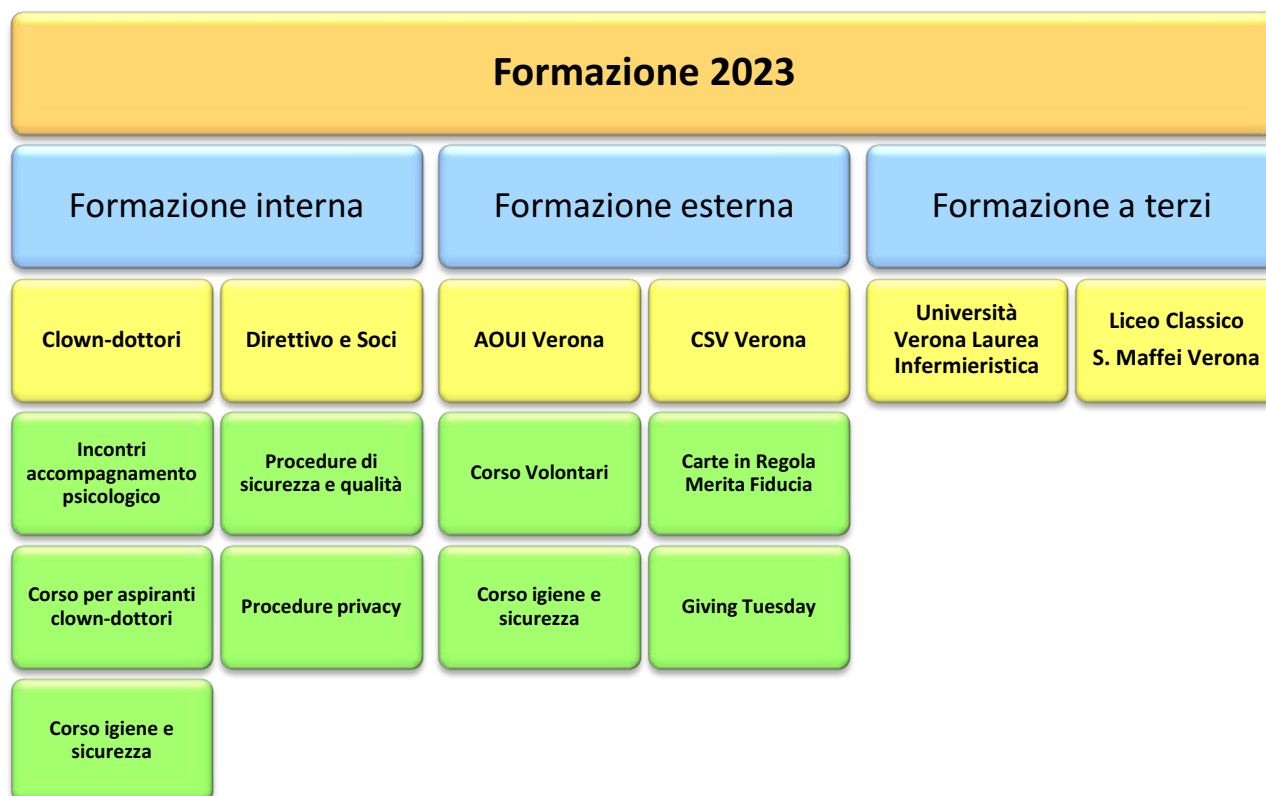 Formazione 2023
Formazione interna
Formazione esterna
Formazione a terzi
Clown-dottori
Direttivo e Soci
AOUI Verona
CSV Verona
Università
Verona Laurea
Infermieristica
Liceo Classico
S. Maffei Verona
Incontri
accompagnamento
psicologico
Procedure di
sicurezza e qualità
Corso Volontari
Carte in Regola
Merita Fiducia
Corso per aspiranti
clown-dottori
Procedure privacy
Corso igiene e
sicurezza
Giving Tuesday
Corso igiene e
sicurezza